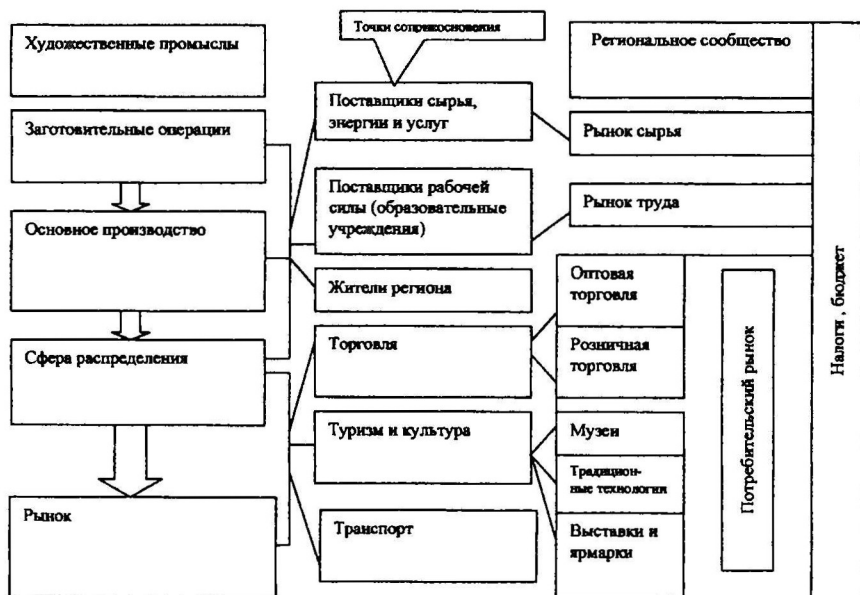 Художественные промыслы
Заготовительные операции
Основное производство
Сфера распределения
Рынок
Точки соприкосновения
Поставщики сырья,
энергии и услуг
Поставщики рабочей
силы (образовательные
учреждения)
Жители региона
Торговля
Туризм и культура
Транспорт
Региональное сообщество
Рынок сырья
Рынок труда
Оптовая
торговля
Розничная
торговля
Музеи
Традицион-
ные технологии
Выставки и
ярмарки
Потребительский рынок
Налоги , бюджет